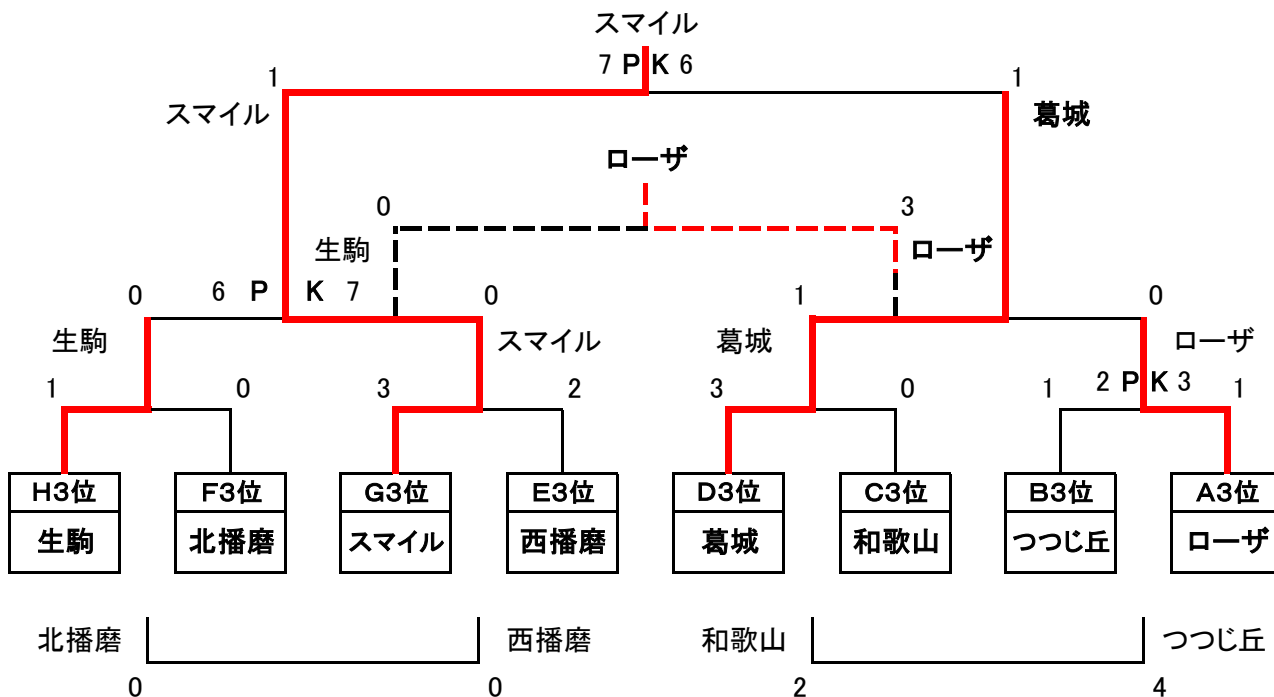 スマイル
7 P K 6
1
1
スマイル
葛城
ローザ
0
3
生駒
ローザ
0
6 P K 7
0
1
0
生駒
スマイル
葛城
ローザ
1
0
3
2
3
0
1
2 P K 3
1
H3位
F3位
G3位
E3位
D3位
C3位
B3位
A3位
生駒
北播磨
スマイル
西播磨
葛城
和歌山
つつじ丘
ローザ
北播磨
西播磨
和歌山
つつじ丘
0
0
2
4